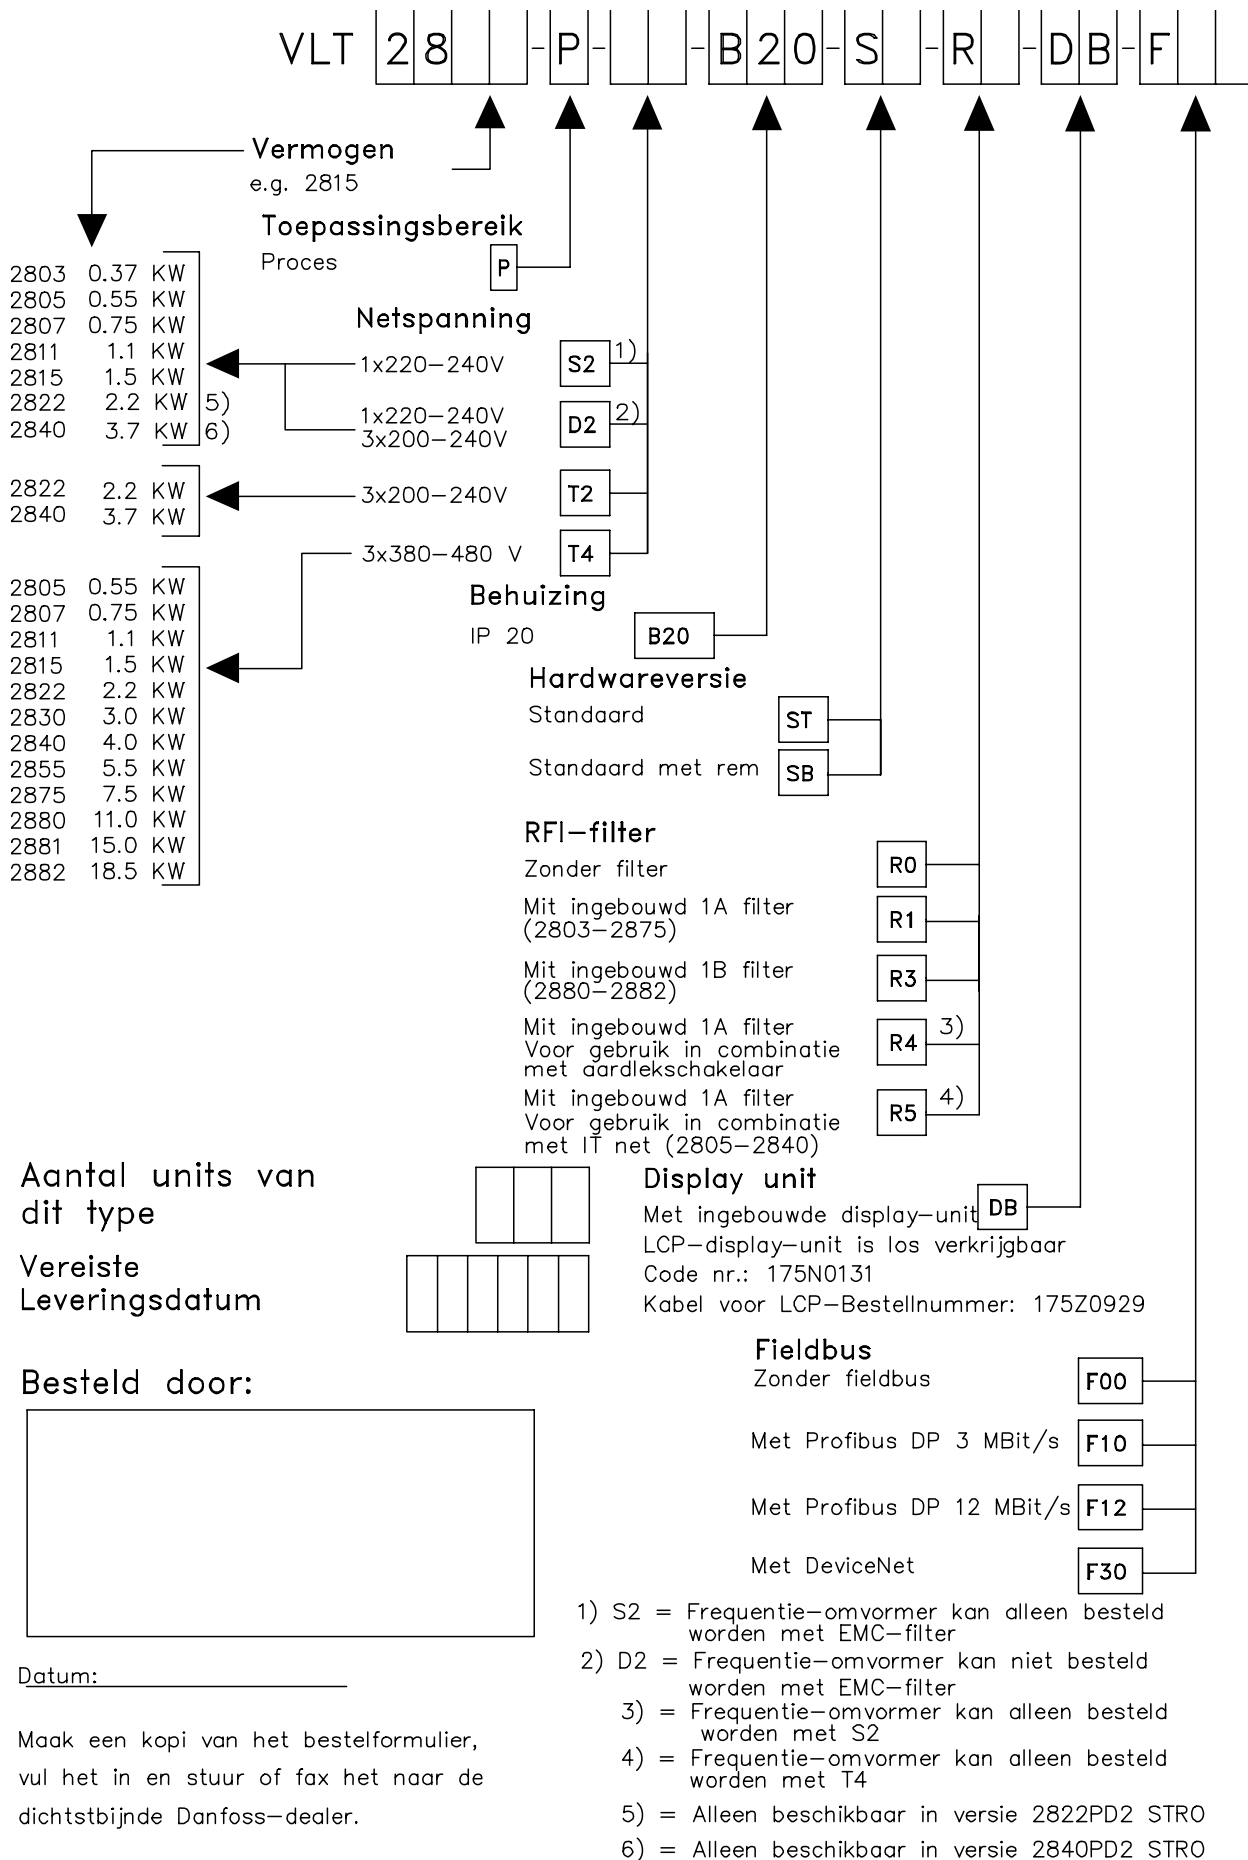 VLT 28 -P- -B20-S -R -DB-F
Vermogen
e.g. 2815
Toepassingsbereik
Proces P
2803 0.37 KW
2805 0.55 KW
2807 0.75 KW
2811 1.1 KW
2815 1.5 KW
2822 2.2 KW 5)
2840 3.7 KW 6)
2822 2.2 KW
2840 3.7 KW
2805 0.55 KW
2807 0.75 KW
2811 1.1 KW
2815 1.5 KW
2822 2.2 KW
2830 3.0 KW
2840 4.0 KW
2855 5.5 KW
2875 7.5 KW
2880 11.0 KW
2881 15.0 KW
2882 18.5 KW
Netspanning
1x220-240V S2 1)
1x220-240V
3x200-240V D2 2)
3x200-240V T2
3x380-480 V T4
Behuizing
IP 20 B20
Hardwareversie
Standaard ST
Standaard met rem SB
RFI-filter
Zonder filter R0
Mit ingebouwd 1A filter
(2803-2875) R1
Mit ingebouwd 1B filter
(2880-2882) R3
Mit ingebouwd 1A filter
Voor gebruik in combinatie
met aardlekschakelaar R4 3)
Mit ingebouwd 1A filter
Voor gebruik in combinatie
met IT net (2805-2840) R5 4)
Aantal units van
dit type
Vereiste
Leveringsdatum
Display unit
Met ingebouwde display-unit DB
LCP-display-unit is los verkrijgbaar
Code nr.: 175N0131
Kabel voor LCP-Bestellnummer: 175Z0929
Besteld door:
Fieldbus
Zonder fieldbus F00
Met Profibus DP 3 MBit/s F10
Met Profibus DP 12 MBit/s F12
Met DeviceNet F30
Datum:
Maak een kopi van het bestelformulier,
vul het in en stuur of fax het naar de
dichtstbijnde Danfoss-dealer.
1) S2 = Frequentie-omvormer kan alleen besteld
worden met EMC-filter
2) D2 = Frequentie-omvormer kan niet besteld
worden met EMC-filter
3) = Frequentie-omvormer kan alleen besteld
worden met S2
4) = Frequentie-omvormer kan alleen besteld
worden met T4
5) = Alleen beschikbaar in versie 2822PD2 STR0
6) = Alleen beschikbaar in versie 2840PD2 STR0